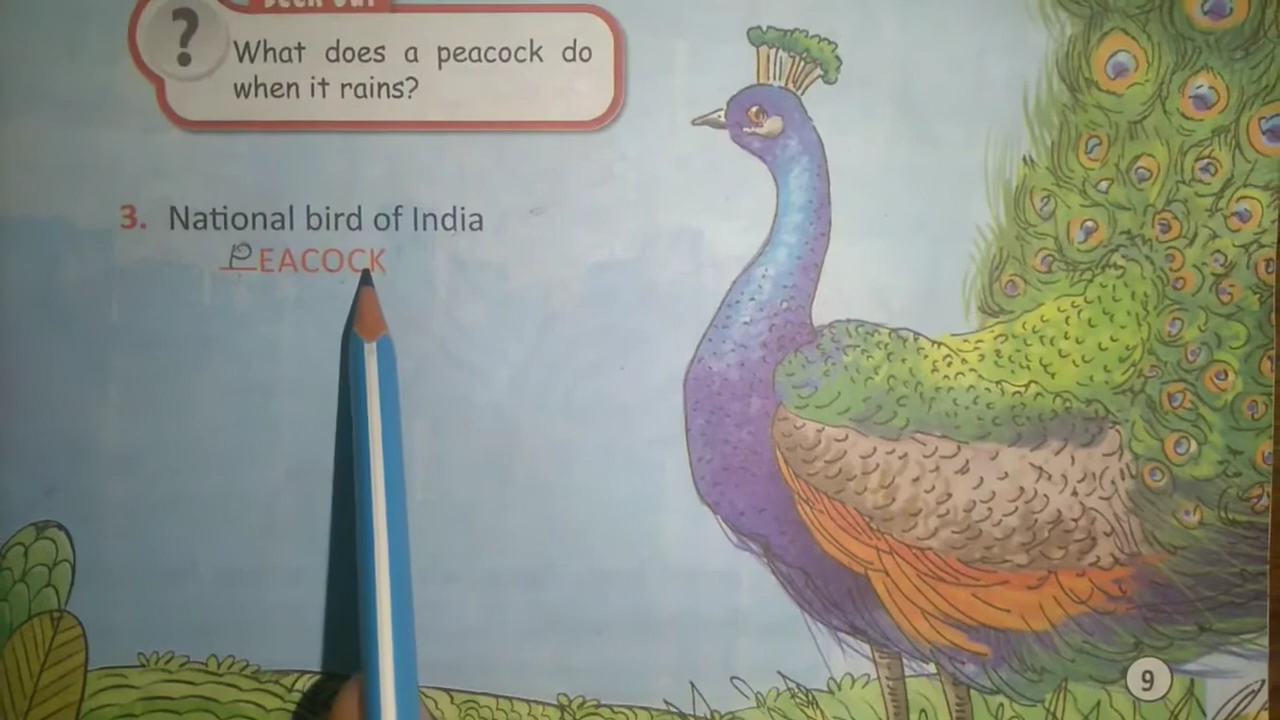 ?
What does a peacock do
when it rains?
3. National bird of India
PEACOCK
9